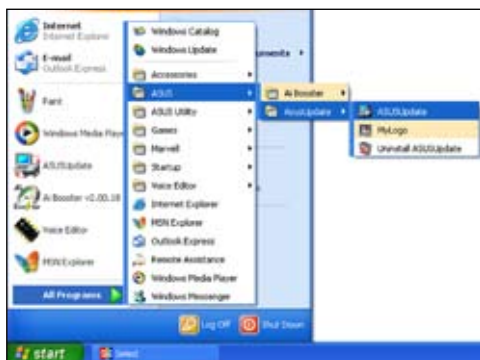 Internet
Internet Explorer
E-mail
Outlook Express
Paint
Windows Media Player
ASUSUpdate
Ai Booster v2.00.18
Voice Editor
MSN Explorer
All Programs
Windows Catalog
Windows Update
Accessories
ASUS
ASUS Utility
Games
Marvell
Startup
Voice Editor
Internet Explorer
MSN Explorer
Outlook Express
Remote Assistance
Windows Media Player
Windows Messenger
Ai Booster
AsusUpdate
ASUSUpdate
MyLogo
Uninstall ASUSUpdate
Log Off
Shut Down
start